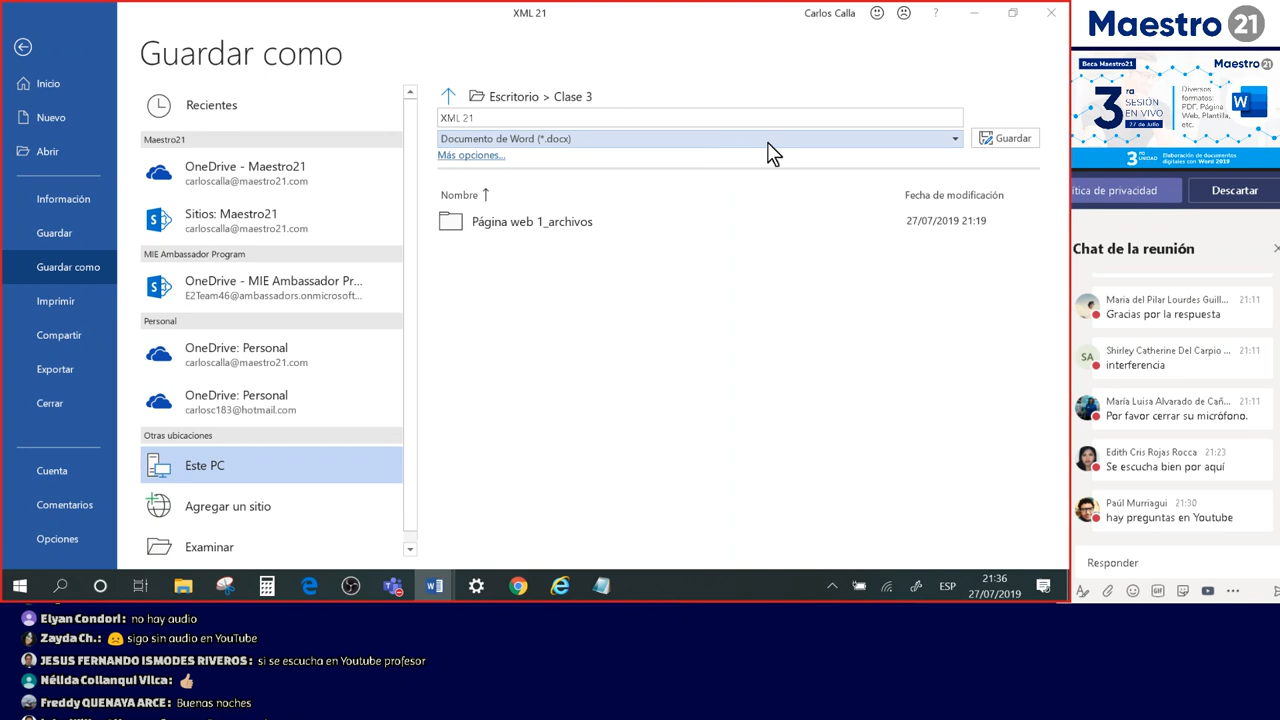 XML 21
Carlos Calla
?
Guardar como
Inicio
Nuevo
Abrir
Información
Guardar
Guardar como
Imprimir
Compartir
Exportar
Cerrar
Cuenta
Comentarios
Opciones
Recientes
Maestro21
OneDrive - Maestro21
carloscalla@maestro21.com
Sitios: Maestro21
carloscalla@maestro21.com
MIE Ambassador Program
OneDrive - MIE Ambassador Pr...
E2Team46@ambassadors.onmicrosoft...
Personal
OneDrive: Personal
carloscalla@maestro21.com
OneDrive: Personal
carlosc183@hotmail.com
Otras ubicaciones
Este PC
Agregar un sitio
Examinar
Escritorio > Clase 3
XML 21
Documento de Word (*.docx)
Guardar
Más opciones...
Nombre
Fecha de modificación
Página web 1_archivos
27/07/2019 21:19
ESP
21:36
27/07/2019
Maestro 21
Beca Maestro21
Maestro 21
3ra
SESIÓN
EN VIVO
27 de Julio
Diversos
formatos:
PDF, Página
Web, Plantilla,
etc.
3ra UNIDAD
Elaboración de documentos
digitales con Word 2019
ítica de privacidad
Descartar
Chat de la reunión
Maria del Pilar Lourdes Guill... 21:11
Gracias por la respuesta
SA
Shirley Catherine Del Carpio ... 21:11
interferencia
María Luisa Alvarado de Cañ... 21:11
Por favor cerrar su micrófono.
Edith Cris Rojas Rocca 21:23
Se escucha bien por aquí
Paúl Murriagui 21:30
hay preguntas en Youtube
Responder
Elyan Condori: no hay audio
Zayda Ch.: sigo sin audio en YouTube
JESUS FERNANDO ISMODES RIVEROS: si se escucha en Youtube profesor
Nélida Collanqui Vilca:
Freddy QUENAYA ARCE: Buenas noches